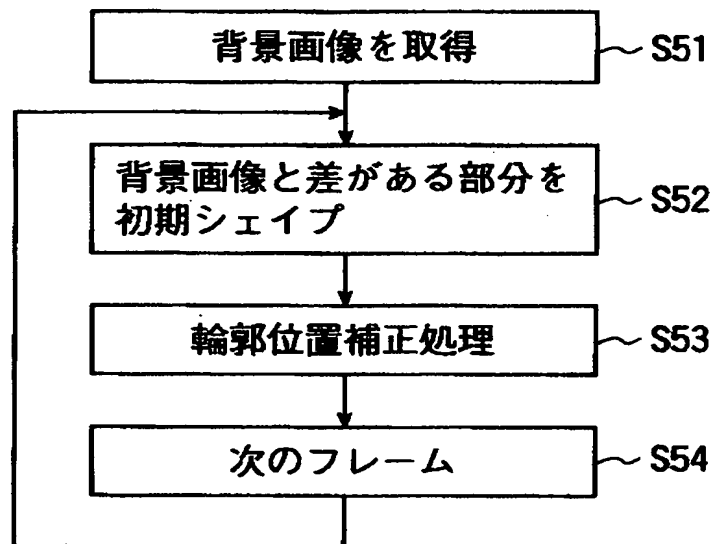 背景画像を取得
S51
背景画像と差がある部分を
初期シェイプ
S52
輪郭位置補正処理
S53
次のフレーム
S54